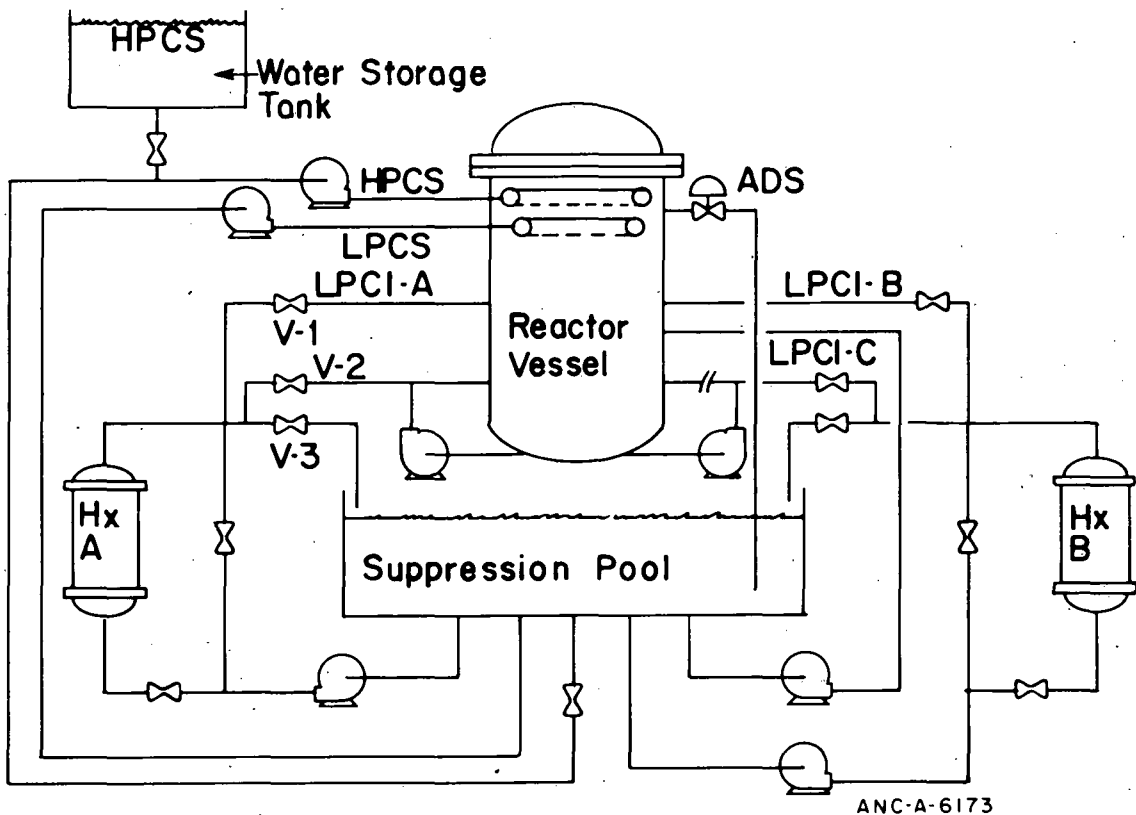 HPCS
Water Storage
Tank
HPCS
ADS
LPCS
LPCI-A
LPCI-B
V-1
Reactor
Vessel
LPCI-C
V-2
V-3
Hx
A
Hx
B
Suppression Pool
ANC-A-6173